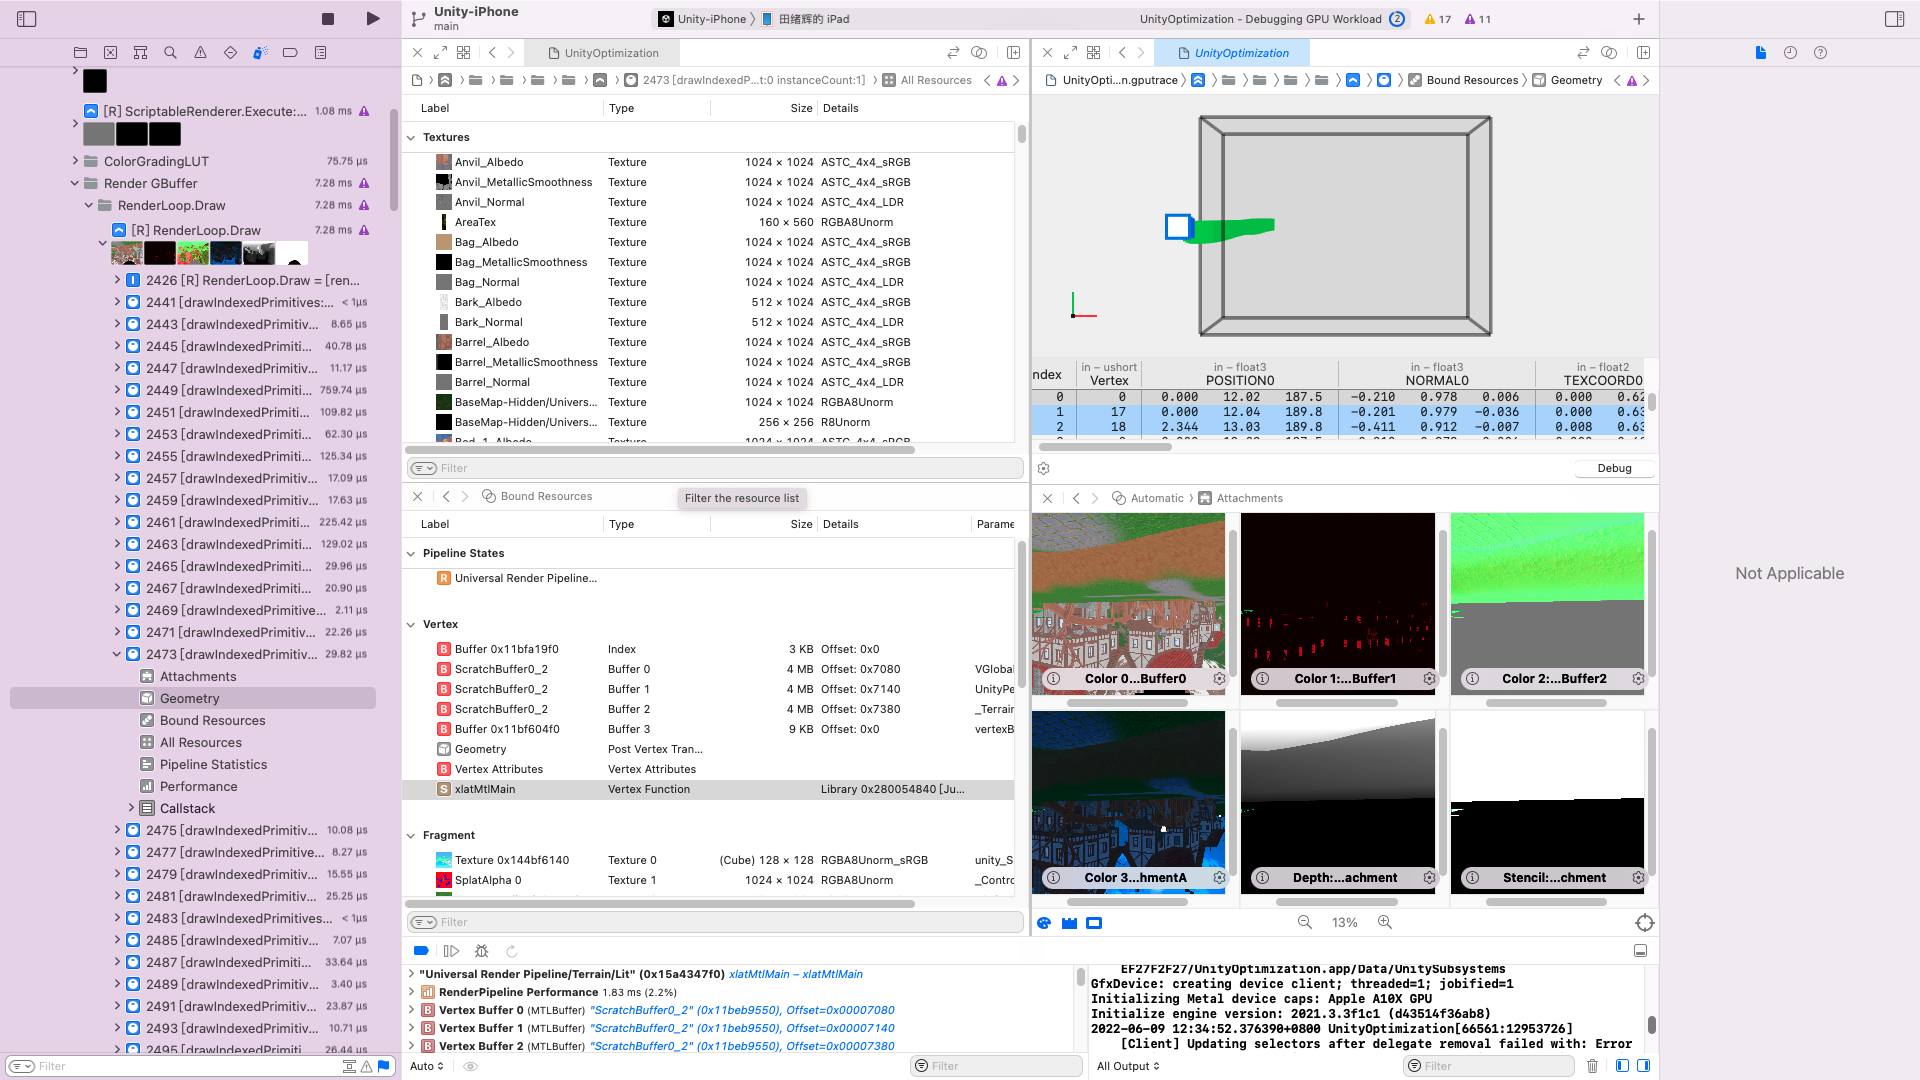 Unity-iPhone
main
Unity-iPhone 〉 田绪辉的 iPad
UnityOptimization - Debugging GPU Workload 2
17 11
[R] ScriptableRenderer.Execute:... 1.08 ms
ColorGradingLUT 75.75 µs
Render GBuffer 7.28 ms
RenderLoop.Draw 7.28 ms
[R] RenderLoop.Draw 7.28 ms
2426 [R] RenderLoop.Draw = [ren...
2441 [drawIndexedPrimitives:... < 1µs
2443 [drawIndexedPrimitiv... 8.65 µs
2445 [drawIndexedPrimiti... 40.78 µs
2447 [drawIndexedPrimitiv... 11.17 µs
2449 [drawIndexedPrimiti... 759.74 µs
2451 [drawIndexedPrimiti... 109.82 µs
2453 [drawIndexedPrimiti... 62.30 µs
2455 [drawIndexedPrimiti... 125.34 µs
2457 [drawIndexedPrimitiv... 17.09 µs
2459 [drawIndexedPrimitiv... 17.63 µs
2461 [drawIndexedPrimiti... 225.42 µs
2463 [drawIndexedPrimiti... 129.02 µs
2465 [drawIndexedPrimiti... 29.96 µs
2467 [drawIndexedPrimiti... 20.90 µs
2469 [drawIndexedPrimitive... 2.11 µs
2471 [drawIndexedPrimitiv... 22.26 µs
2473 [drawIndexedPrimitiv... 29.82 µs
Attachments
Geometry
Bound Resources
All Resources
Pipeline Statistics
Performance
Callstack
2475 [drawIndexedPrimitiv... 10.08 µs
2477 [drawIndexedPrimitive... 8.27 µs
2479 [drawIndexedPrimitiv... 15.55 µs
2481 [drawIndexedPrimitiv... 25.25 µs
2483 [drawIndexedPrimitives... < 1µs
2485 [drawIndexedPrimitiv... 7.07 µs
2487 [drawIndexedPrimitiv... 33.64 µs
2489 [drawIndexedPrimitiv... 3.40 µs
2491 [drawIndexedPrimitiv... 23.87 µs
2493 [drawIndexedPrimitiv... 10.71 µs
2495 [drawIndexedPrimiti... 26.44 µs
Filter
UnityOptimization
2473 [drawIndexedP...t:0 instanceCount:1] 〉 All Resources
Label Type Size Details
Textures
Anvil_Albedo Texture 1024 × 1024 ASTC_4x4_sRGB
Anvil_MetallicSmoothness Texture 1024 × 1024 ASTC_4x4_sRGB
Anvil_Normal Texture 1024 × 1024 ASTC_4x4_LDR
AreaTex Texture 160 × 560 RGBA8Unorm
Bag_Albedo Texture 1024 × 1024 ASTC_4x4_sRGB
Bag_MetallicSmoothness Texture 1024 × 1024 ASTC_4x4_sRGB
Bag_Normal Texture 1024 × 1024 ASTC_4x4_LDR
Bark_Albedo Texture 512 × 1024 ASTC_4x4_sRGB
Bark_Normal Texture 512 × 1024 ASTC_4x4_LDR
Barrel_Albedo Texture 1024 × 1024 ASTC_4x4_sRGB
Barrel_MetallicSmoothness Texture 1024 × 1024 ASTC_4x4_sRGB
Barrel_Normal Texture 1024 × 1024 ASTC_4x4_LDR
BaseMap-Hidden/Univers... Texture 1024 × 1024 RGBA8Unorm
BaseMap-Hidden/Univers... Texture 256 × 256 R8Unorm
Bed_1_Albedo Texture 1024 × 1024 ASTC_4x4_sRGB
Filter
Bound Resources
Filter the resource list
Label Type Size Details Parame
Pipeline States
R Universal Render Pipeline...
Vertex
B Buffer 0x11bfa19f0 Index 3 KB Offset: 0x0
B ScratchBuffer0_2 Buffer 0 4 MB Offset: 0x7080 VGlobal
B ScratchBuffer0_2 Buffer 1 4 MB Offset: 0x7140 UnityPe
B ScratchBuffer0_2 Buffer 2 4 MB Offset: 0x7380 _Terrair
B Buffer 0x11bf604f0 Buffer 3 9 KB Offset: 0x0 vertexB
Geometry Post Vertex Tran...
B Vertex Attributes Vertex Attributes
S xlatMtlMain Vertex Function Library 0x280054840 [Ju...
Fragment
Texture 0x144bf6140 Texture 0 (Cube) 128 × 128 RGBA8Unorm_sRGB unity_S
SplatAlpha 0 Texture 1 1024 × 1024 RGBA8Unorm _Contro
Filter
UnityOptimization
UnityOpti...n.gputrace 〉 Bound Resources 〉 Geometry
ndex in – ushort Vertex in – float3 POSITION0 in – float3 NORMAL0 in – float2 TEXCOORD0
0 0 0.000 12.02 187.5 −0.210 0.978 0.006 0.000 0.62
1 17 0.000 12.04 189.8 −0.201 0.979 −0.036 0.000 0.63
2 18 2.344 13.03 189.8 −0.411 0.912 −0.007 0.008 0.63
Debug
Automatic 〉 Attachments
Color 0...Buffer0
Color 1:...Buffer1
Color 2:...Buffer2
Color 3...hmentA
Depth:...achment
Stencil:...chment
13%
"Universal Render Pipeline/Terrain/Lit" (0x15a4347f0) xlatMtlMain – xlatMtlMain
RenderPipeline Performance 1.83 ms (2.2%)
B Vertex Buffer 0 (MTLBuffer) "ScratchBuffer0_2" (0x11beb9550), Offset=0x00007080
B Vertex Buffer 1 (MTLBuffer) "ScratchBuffer0_2" (0x11beb9550), Offset=0x00007140
B Vertex Buffer 2 (MTLBuffer) "ScratchBuffer0_2" (0x11beb9550), Offset=0x00007380
Auto
Filter
EF27F2F27/UnityOptimization.app/Data/UnitySubsystems
GfxDevice: creating device client; threaded=1; jobified=1
Initializing Metal device caps: Apple A10X GPU
Initialize engine version: 2021.3.3f1c1 (d43514f36ab8)
2022-06-09 12:34:52.376390+0800 UnityOptimization[66561:12953726]
[Client] Updating selectors after delegate removal failed with: Error
All Output
Filter
Not Applicable